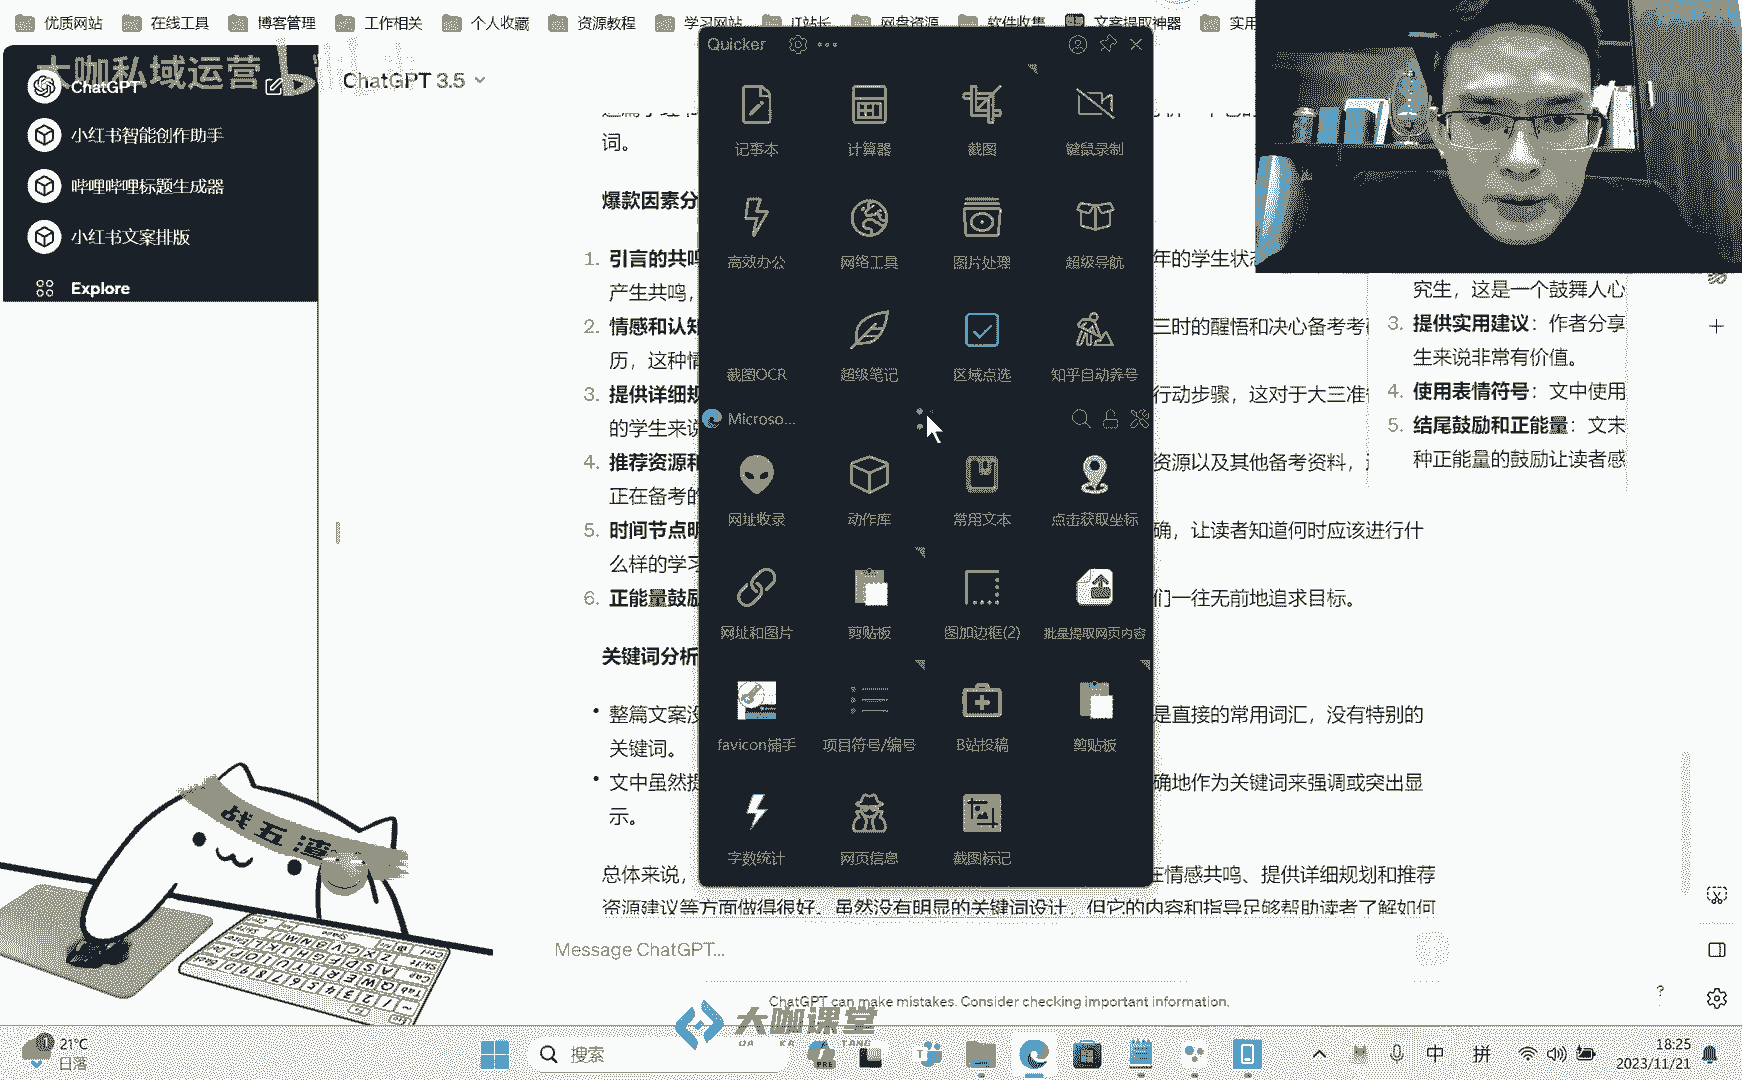 优质网站 在线工具 博客管理 工作相关 个人收藏 资源教程 学习网站 IT站长 网盘资源 软件收集 文案提取神器 实用
大咖私域运营
ChatGPT
小红书智能创作助手
哔哩哔哩标题生成器
小红书文案排版
Explore
ChatGPT 3.5
词。
爆款因素分
1. 引言的共鸣 年的学生状态
产生共鸣，
2. 情感和认知 三时的醒悟和决心备考考研
历，这种情
3. 提供详细规 行动步骤，这对于大三准
的学生来说
4. 推荐资源和 资源以及其他备考资料，
正在备考的
5. 时间节点明 确，让读者知道何时应该进行什
么样的学习
6. 正能量鼓励 们一往无前地追求目标。
关键词分析
• 整篇文案没 是直接的常用词汇，没有特别的
关键词。
• 文中虽然提 确地作为关键词来强调或突出显
示。
总体来说， 在情感共鸣、提供详细规划和推荐
资源建议等方面做得很好。虽然没有明显的关键词设计，但它的内容和指导足够帮助读者了解如何
Message ChatGPT...
ChatGPT can make mistakes. Consider checking important information.
Quicker
记事本 计算器 截图 键鼠录制
高效办公 网络工具 图片处理 超级导航
截图OCR 超级笔记 区域点选 知乎自动养号
Microso...
网址收录 动作库 常用文本 点击获取坐标
网址和图片 剪贴板 图加边框(2) 批量提取网页内容
favicon捕手 项目符号/编号 B站投稿 剪贴板
字数统计 网页信息 截图标记
究生，这是一个鼓舞人心
3. 提供实用建议：作者分享
生来说非常有价值。
4. 使用表情符号：文中使用
5. 结尾鼓励和正能量：文末
种正能量的鼓励让读者感
战五渣
大咖课堂
DA KA KE TANG
21℃
日落
搜索
中 拼
18:25
2023/11/21